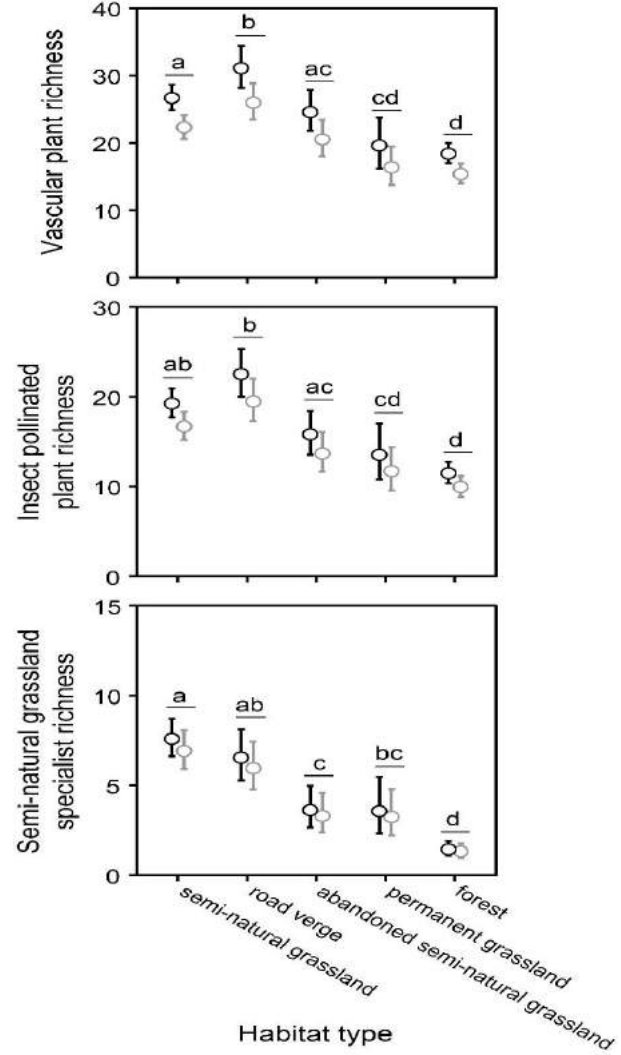 40
30
20
10
0
Vascular plant richness
a
b
ac
cd
d
30
20
10
0
Insect pollinated
plant richness
ab
b
ac
cd
d
15
10
5
0
Semi-natural grassland
specialist richness
a
ab
c
bc
d
semi-natural grassland
road verge
abandoned semi-natural grassland
permanent grassland
forest
Habitat type